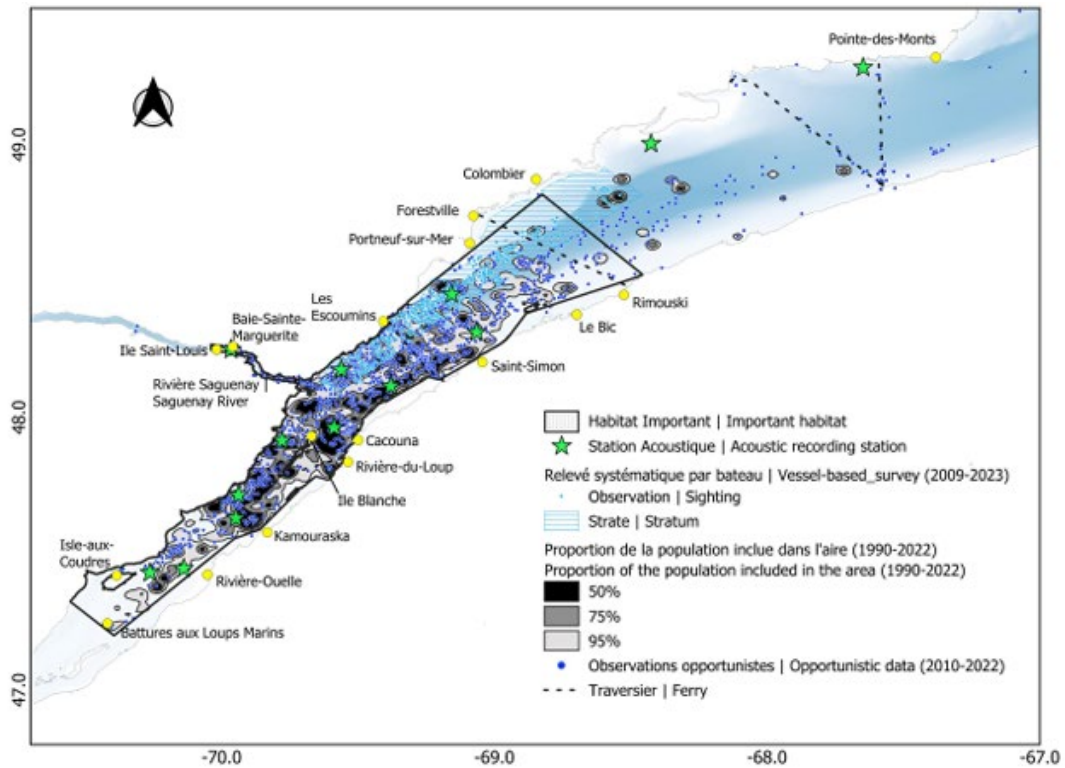 Pointe-des-Monts
49.0
Colombier
Forestville
Portneuf-sur-Mer
Les
Escoumins
Baie-Sainte-
Marguerite
Ile Saint-Louis
Rimouski
Le Bic
Rivière Saguenay |
Saguenay River
Saint-Simon
48.0
Cacouna
Rivière-du-Loup
Ile Blanche
Kamouraska
Isle-aux-
Coudres
Rivière-Ouelle
Battures aux Loups Marins
47.0
Habitat Important | Important habitat
Station Acoustique | Acoustic recording station
Relevé systématique par bateau | Vessel-based_survey (2009-2023)
Observation | Sighting
Strate | Stratum
Proportion de la population inclue dans l'aire (1990-2022)
Proportion of the population included in the area (1990-2022)
50%
75%
95%
Observations opportunistes | Opportunistic data (2010-2022)
Traversier | Ferry
-70.0
-69.0
-68.0
-67.0